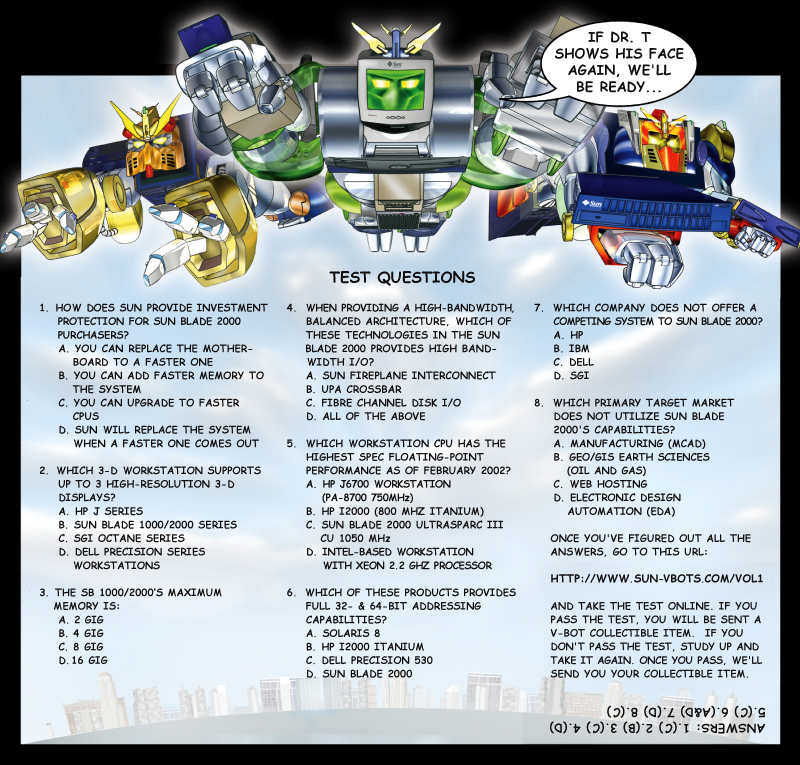 IF DR. T
SHOWS HIS FACE
AGAIN, WE'LL
BE READY...
Sun
Sun
TEST QUESTIONS
1. HOW DOES SUN PROVIDE INVESTMENT
PROTECTION FOR SUN BLADE 2000
PURCHASERS?
A. YOU CAN REPLACE THE MOTHER-
BOARD TO A FASTER ONE
B. YOU CAN ADD FASTER MEMORY TO
THE SYSTEM
C. YOU CAN UPGRADE TO FASTER
CPUS
D. SUN WILL REPLACE THE SYSTEM
WHEN A FASTER ONE COMES OUT
2. WHICH 3-D WORKSTATION SUPPORTS
UP TO 3 HIGH-RESOLUTION 3-D
DISPLAYS?
A. HP J SERIES
B. SUN BLADE 1000/2000 SERIES
C. SGI OCTANE SERIES
D. DELL PRECISION SERIES
WORKSTATIONS
3. THE SB 1000/2000'S MAXIMUM
MEMORY IS:
A. 2 GIG
B. 4 GIG
C. 8 GIG
D. 16 GIG
4. WHEN PROVIDING A HIGH-BANDWIDTH,
BALANCED ARCHITECTURE, WHICH OF
THESE TECHNOLOGIES IN THE SUN
BLADE 2000 PROVIDES HIGH BAND-
WIDTH I/O?
A. SUN FIREPLANE INTERCONNECT
B. UPA CROSSBAR
C. FIBRE CHANNEL DISK I/O
D. ALL OF THE ABOVE
5. WHICH WORKSTATION CPU HAS THE
HIGHEST SPEC FLOATING-POINT
PERFORMANCE AS OF FEBRUARY 2002?
A. HP J6700 WORKSTATION
(PA-8700 750MHz)
B. HP I2000 (800 MHZ ITANIUM)
C. SUN BLADE 2000 ULTRASPARC III
CU 1050 MHz
D. INTEL-BASED WORKSTATION
WITH XEON 2.2 GHZ PROCESSOR
6. WHICH OF THESE PRODUCTS PROVIDES
FULL 32- & 64-BIT ADDRESSING
CAPABILITIES?
A. SOLARIS 8
B. HP I2000 ITANIUM
C. DELL PRECISION 530
D. SUN BLADE 2000
7. WHICH COMPANY DOES NOT OFFER A
COMPETING SYSTEM TO SUN BLADE 2000?
A. HP
B. IBM
C. DELL
D. SGI
8. WHICH PRIMARY TARGET MARKET
DOES NOT UTILIZE SUN BLADE
2000'S CAPABILITIES?
A. MANUFACTURING (MCAD)
B. GEO/GIS EARTH SCIENCES
(OIL AND GAS)
C. WEB HOSTING
D. ELECTRONIC DESIGN
AUTOMATION (EDA)
ONCE YOU'VE FIGURED OUT ALL THE
ANSWERS, GO TO THIS URL:
HTTP://WWW.SUN-VBOTS.COM/VOL1
AND TAKE THE TEST ONLINE. IF YOU
PASS THE TEST, YOU WILL BE SENT A
V-BOT COLLECTIBLE ITEM. IF YOU
DON'T PASS THE TEST, STUDY UP AND
TAKE IT AGAIN. ONCE YOU PASS, WE'LL
SEND YOU YOUR COLLECTIBLE ITEM.
ANSWERS: 1.(C) 2.(B) 3.(C) 4.(D)
5.(C) 6.(A&D) 7.(D) 8.(C)